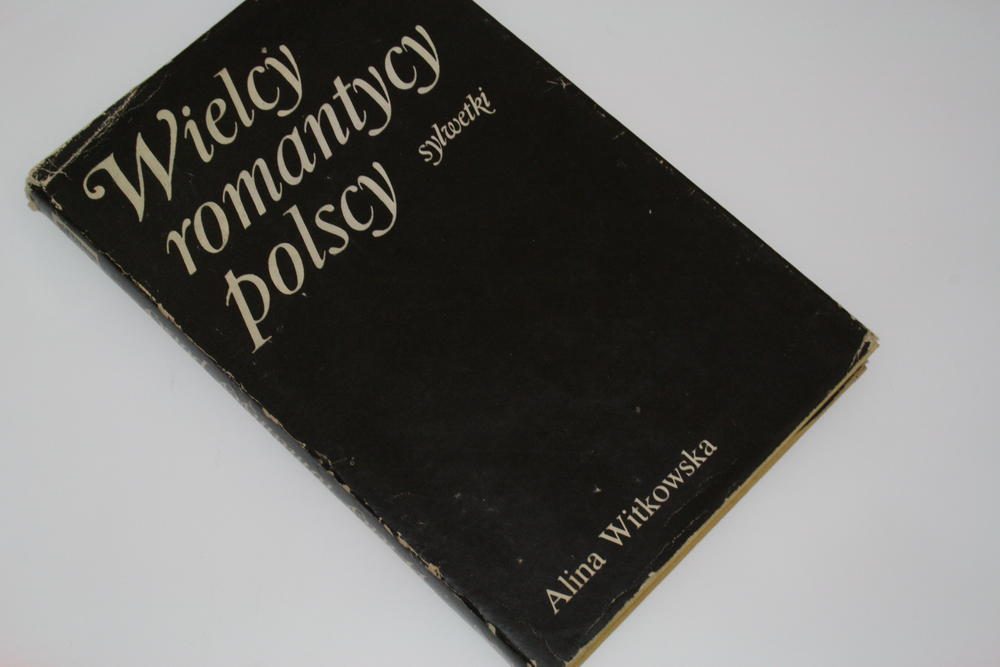 Wielcy
romantycy
polscy
sylwetki
Alina Witkowska